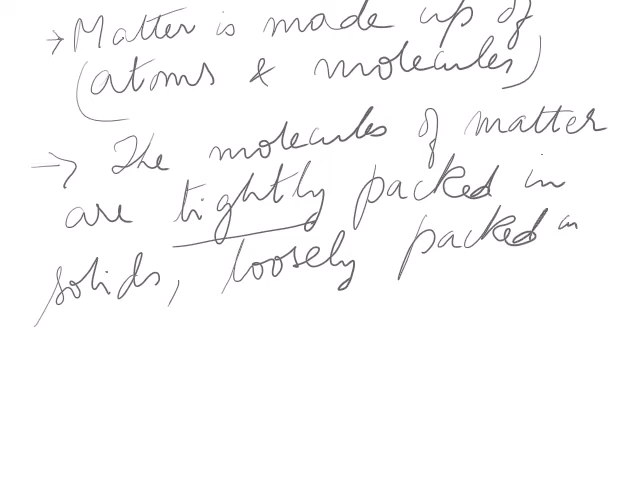 → Matter is made up of
(atoms & molecules)
→ The molecules of matter
are tightly packed in
solids, loosely packed in